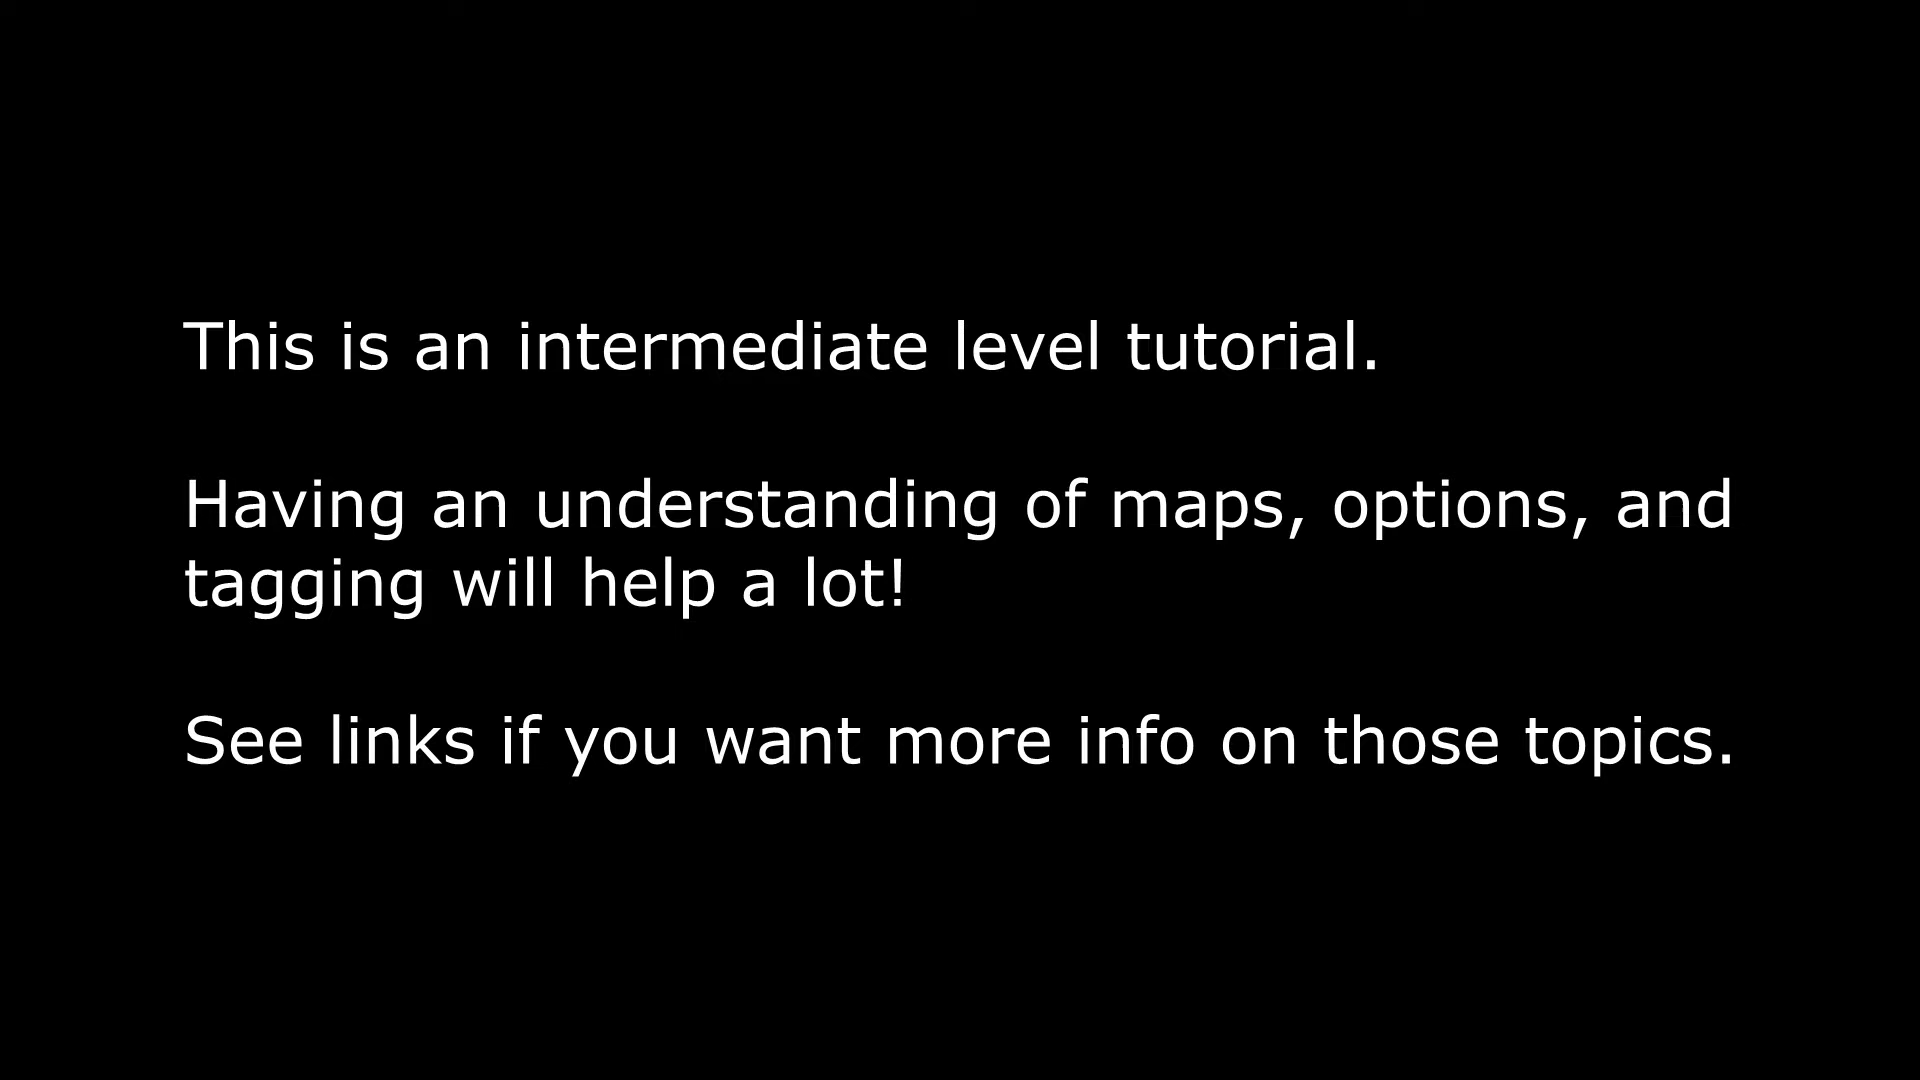 This is an intermediate level tutorial.
Having an understanding of maps, options, and
tagging will help a lot!
See links if you want more info on those topics.